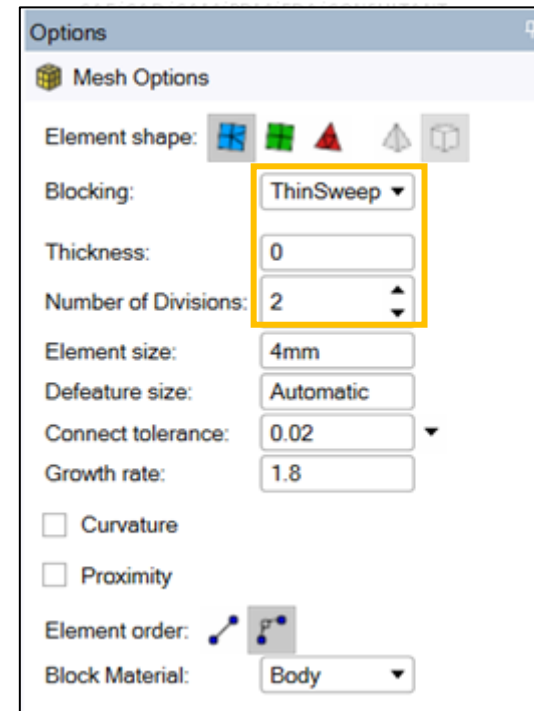 Options
Mesh Options
Element shape:
Blocking: ThinSweep
Thickness: 0
Number of Divisions: 2
Element size: 4mm
Defeature size: Automatic
Connect tolerance: 0.02
Growth rate: 1.8
Curvature
Proximity
Element order:
Block Material: Body